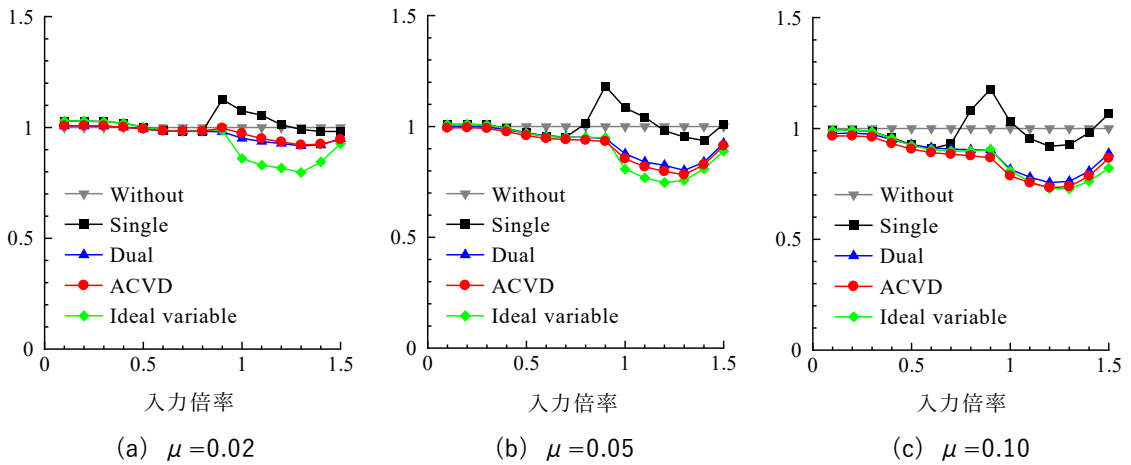 1.5
1
0.5
0
Without
Single
Dual
ACVD
Ideal variable
0
0.5
1
1.5
入力倍率
(a) μ=0.02
1.5
1
0.5
0
Without
Single
Dual
ACVD
Ideal variable
0
0.5
1
1.5
入力倍率
(b) μ=0.05
1.5
1
0.5
0
Without
Single
Dual
ACVD
Ideal variable
0
0.5
1
1.5
入力倍率
(c) μ=0.10